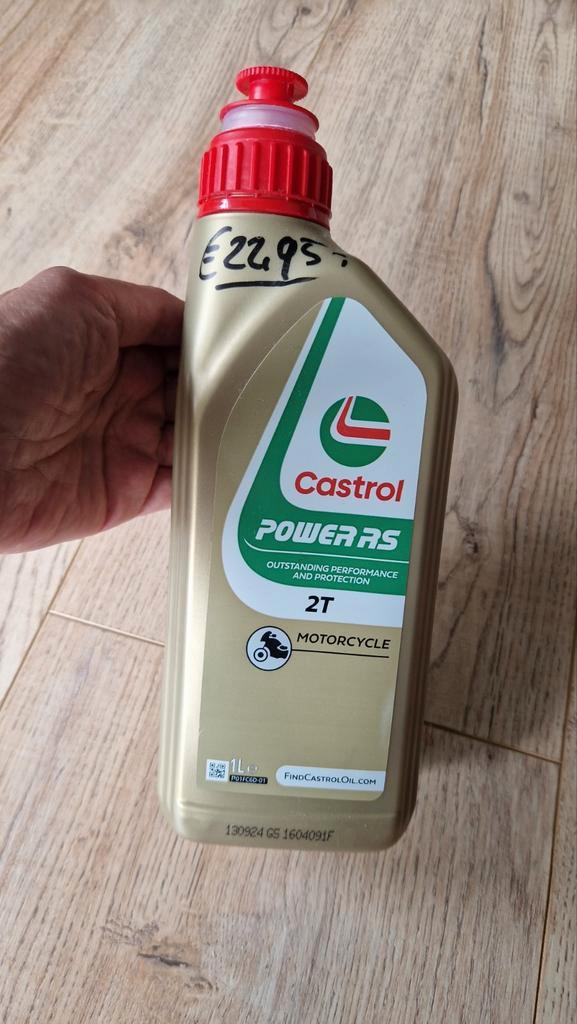 €22,95-
Castrol
POWER RS
OUTSTANDING PERFORMANCE
AND PROTECTION
2T
MOTORCYCLE
1L e
P01FC6D-01
FINDCASTROLOIL.COM
130924 GS 1604091F